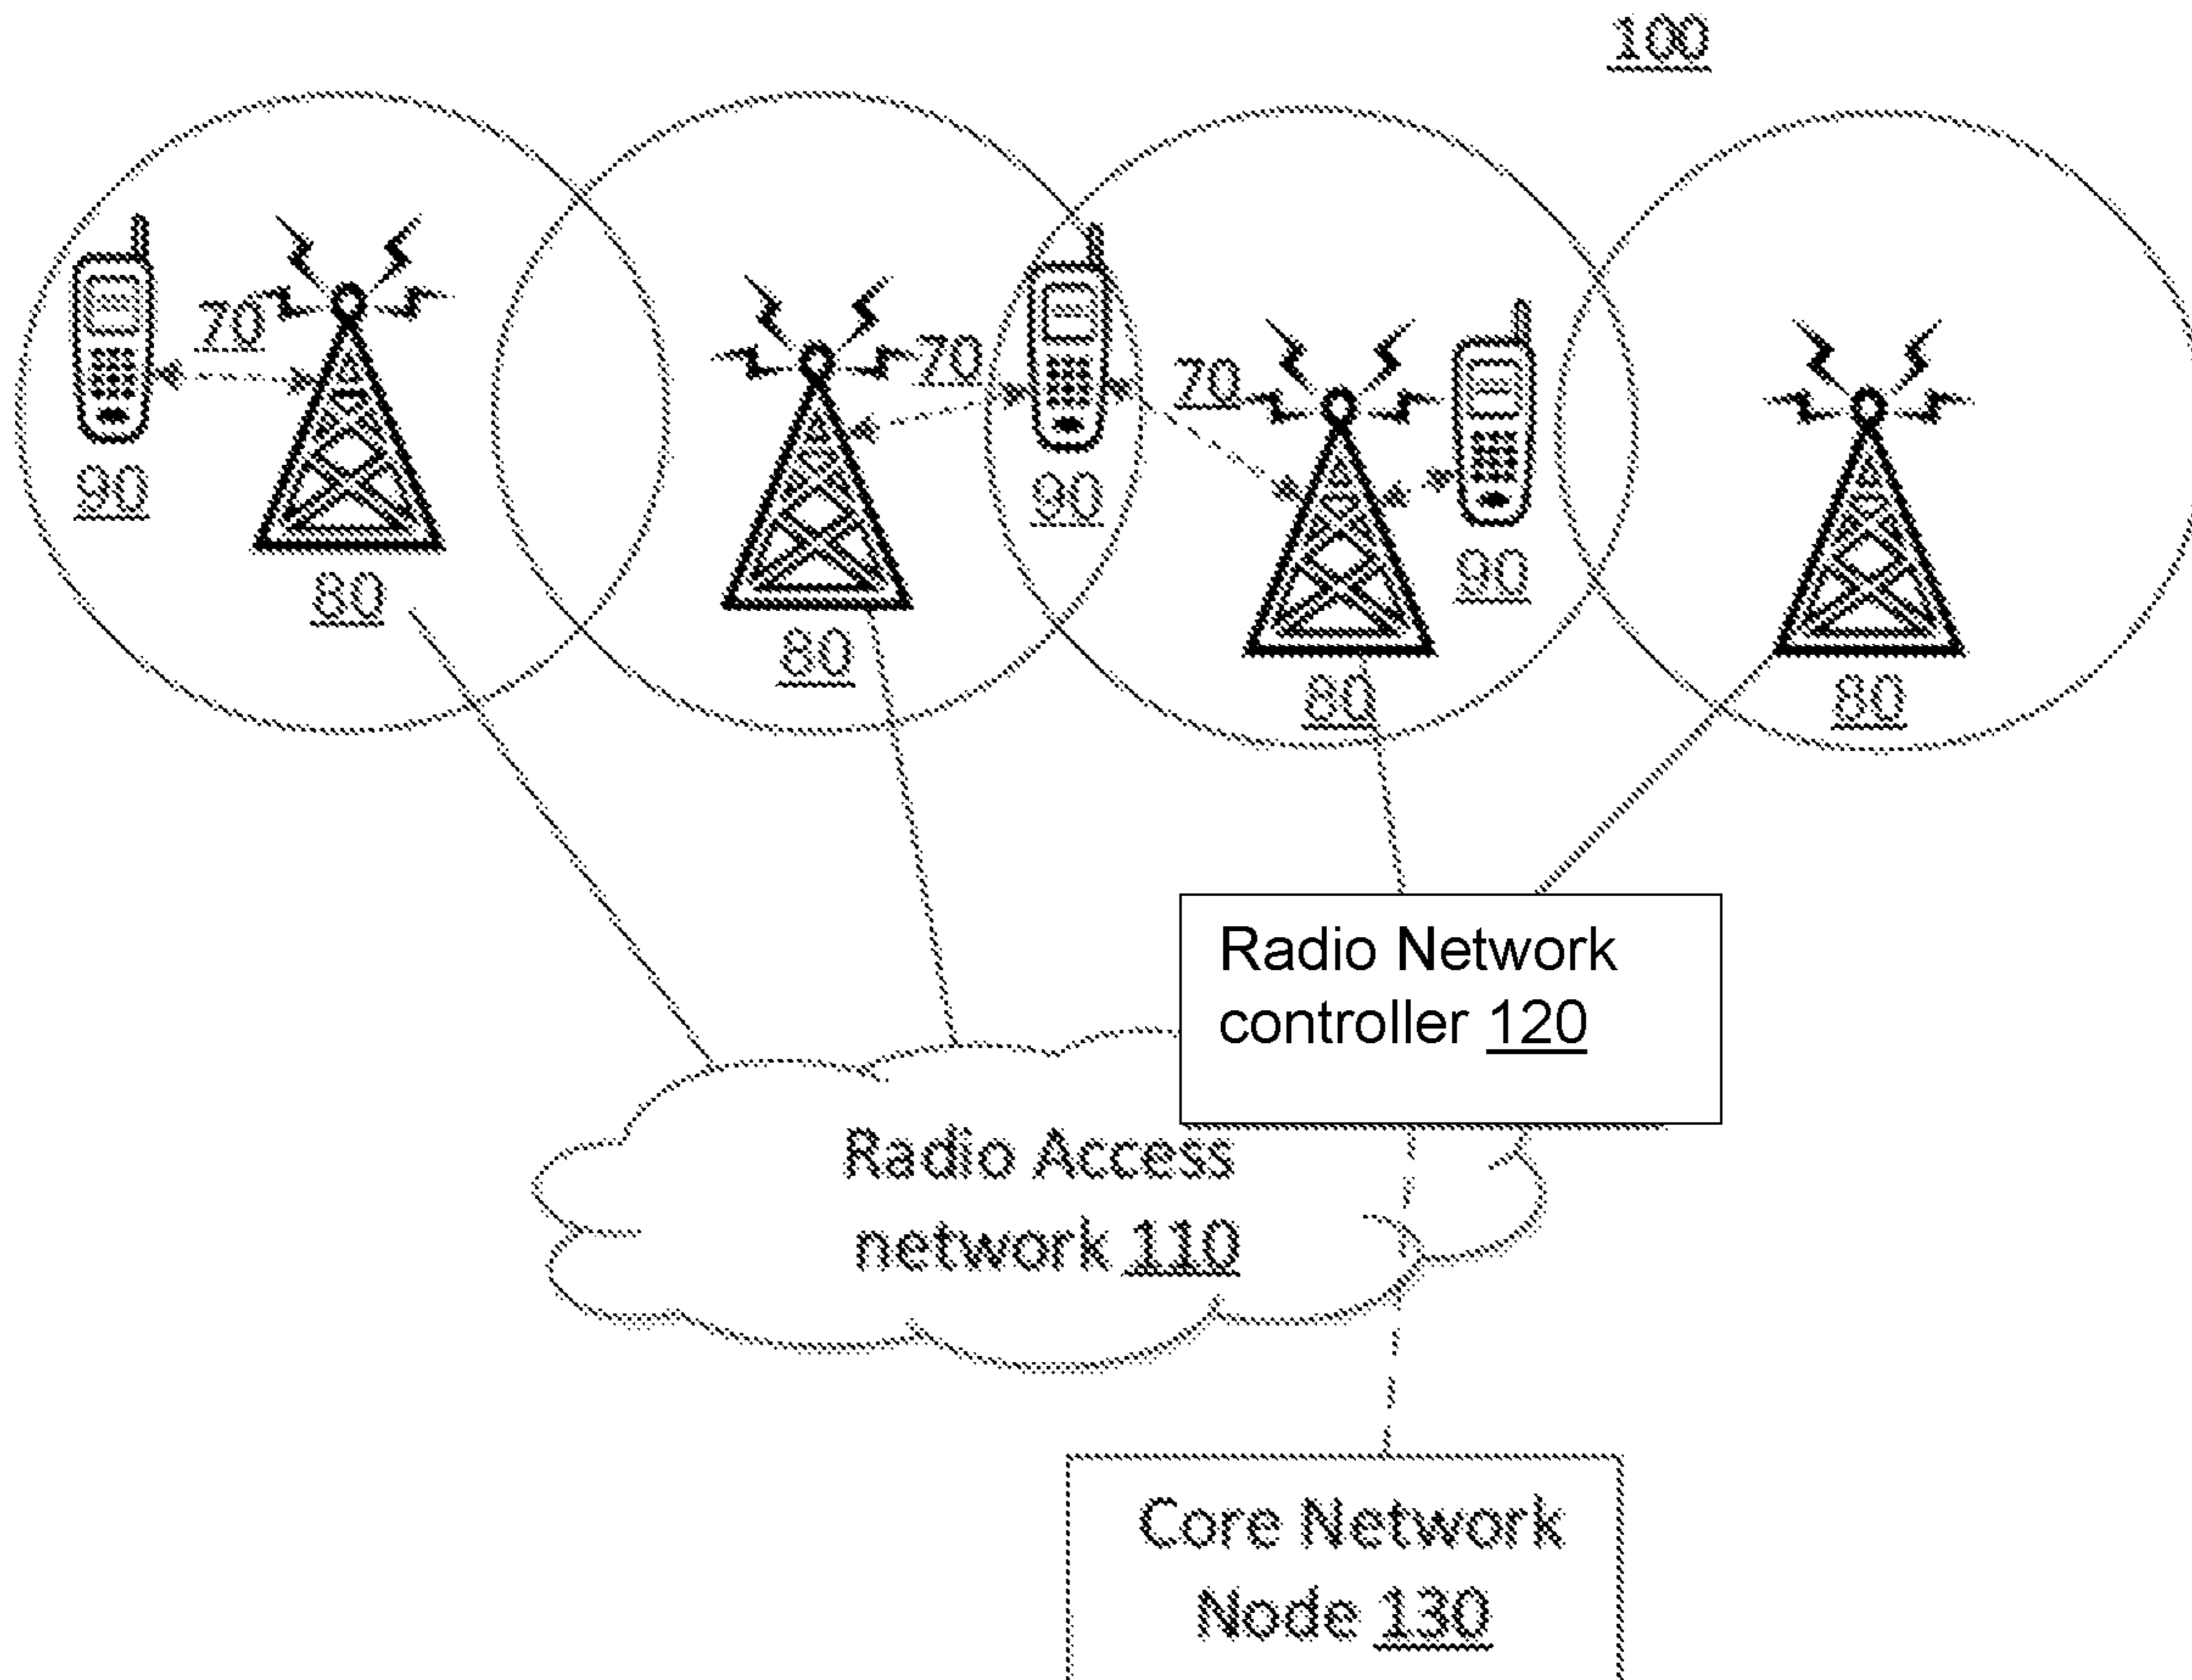 100
70
70
70
90
90
90
80
80
80
80
Radio Network
controller 120
Radio Access
network 110
Core Network
Node 130